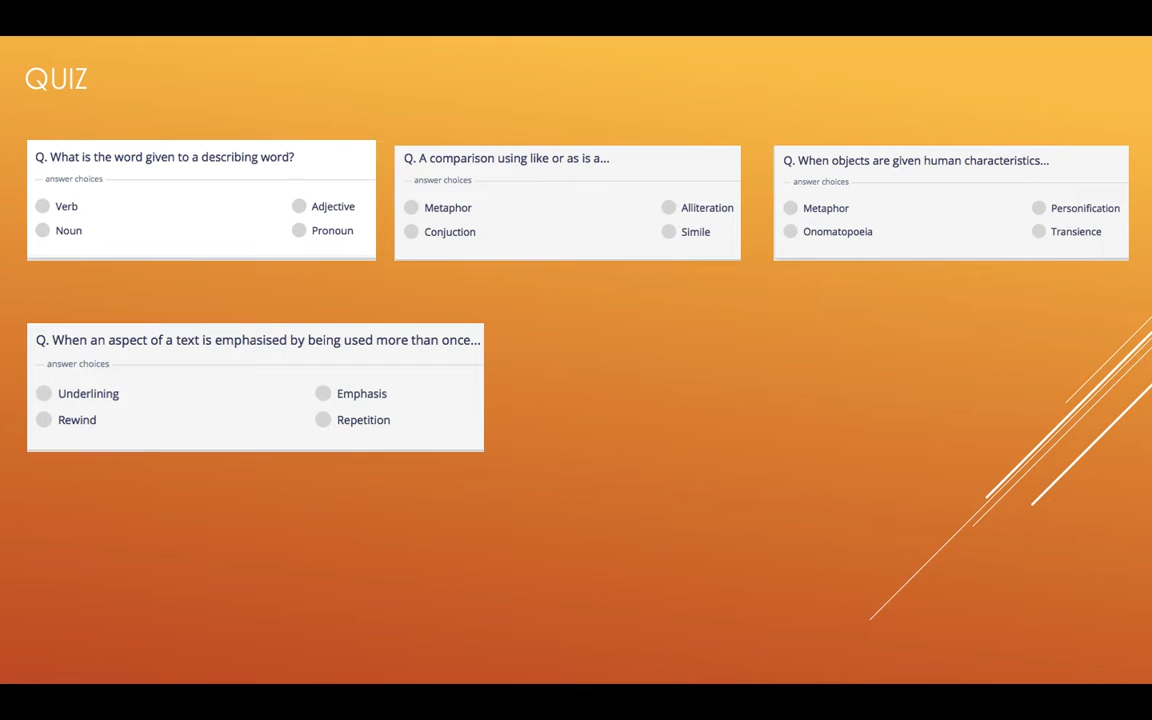 QUIZ
Q. What is the word given to a describing word?
answer choices
Verb
Adjective
Noun
Pronoun
Q. A comparison using like or as is a...
answer choices
Metaphor
Alliteration
Conjuction
Simile
Q. When objects are given human characteristics...
answer choices
Metaphor
Personification
Onomatopoeia
Transience
Q. When an aspect of a text is emphasised by being used more than once...
answer choices
Underlining
Emphasis
Rewind
Repetition